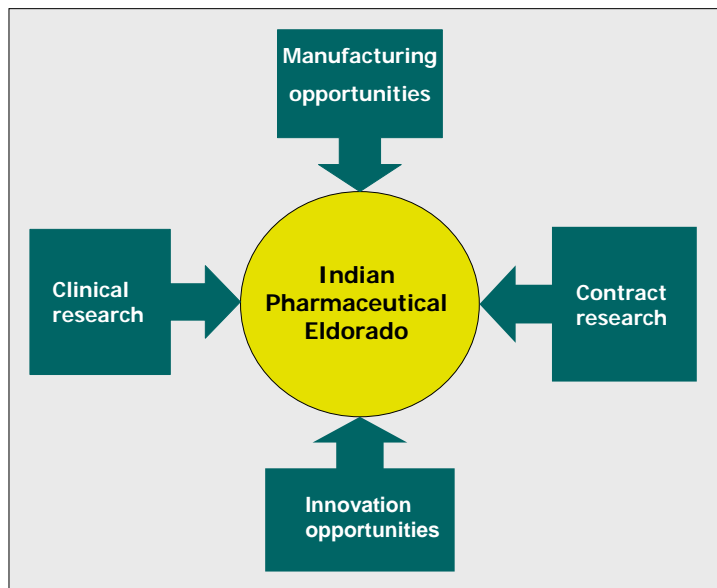 Manufacturing
opportunities
Clinical
research
Indian
Pharmaceutical
Eldorado
Contract
research
Innovation
opportunities